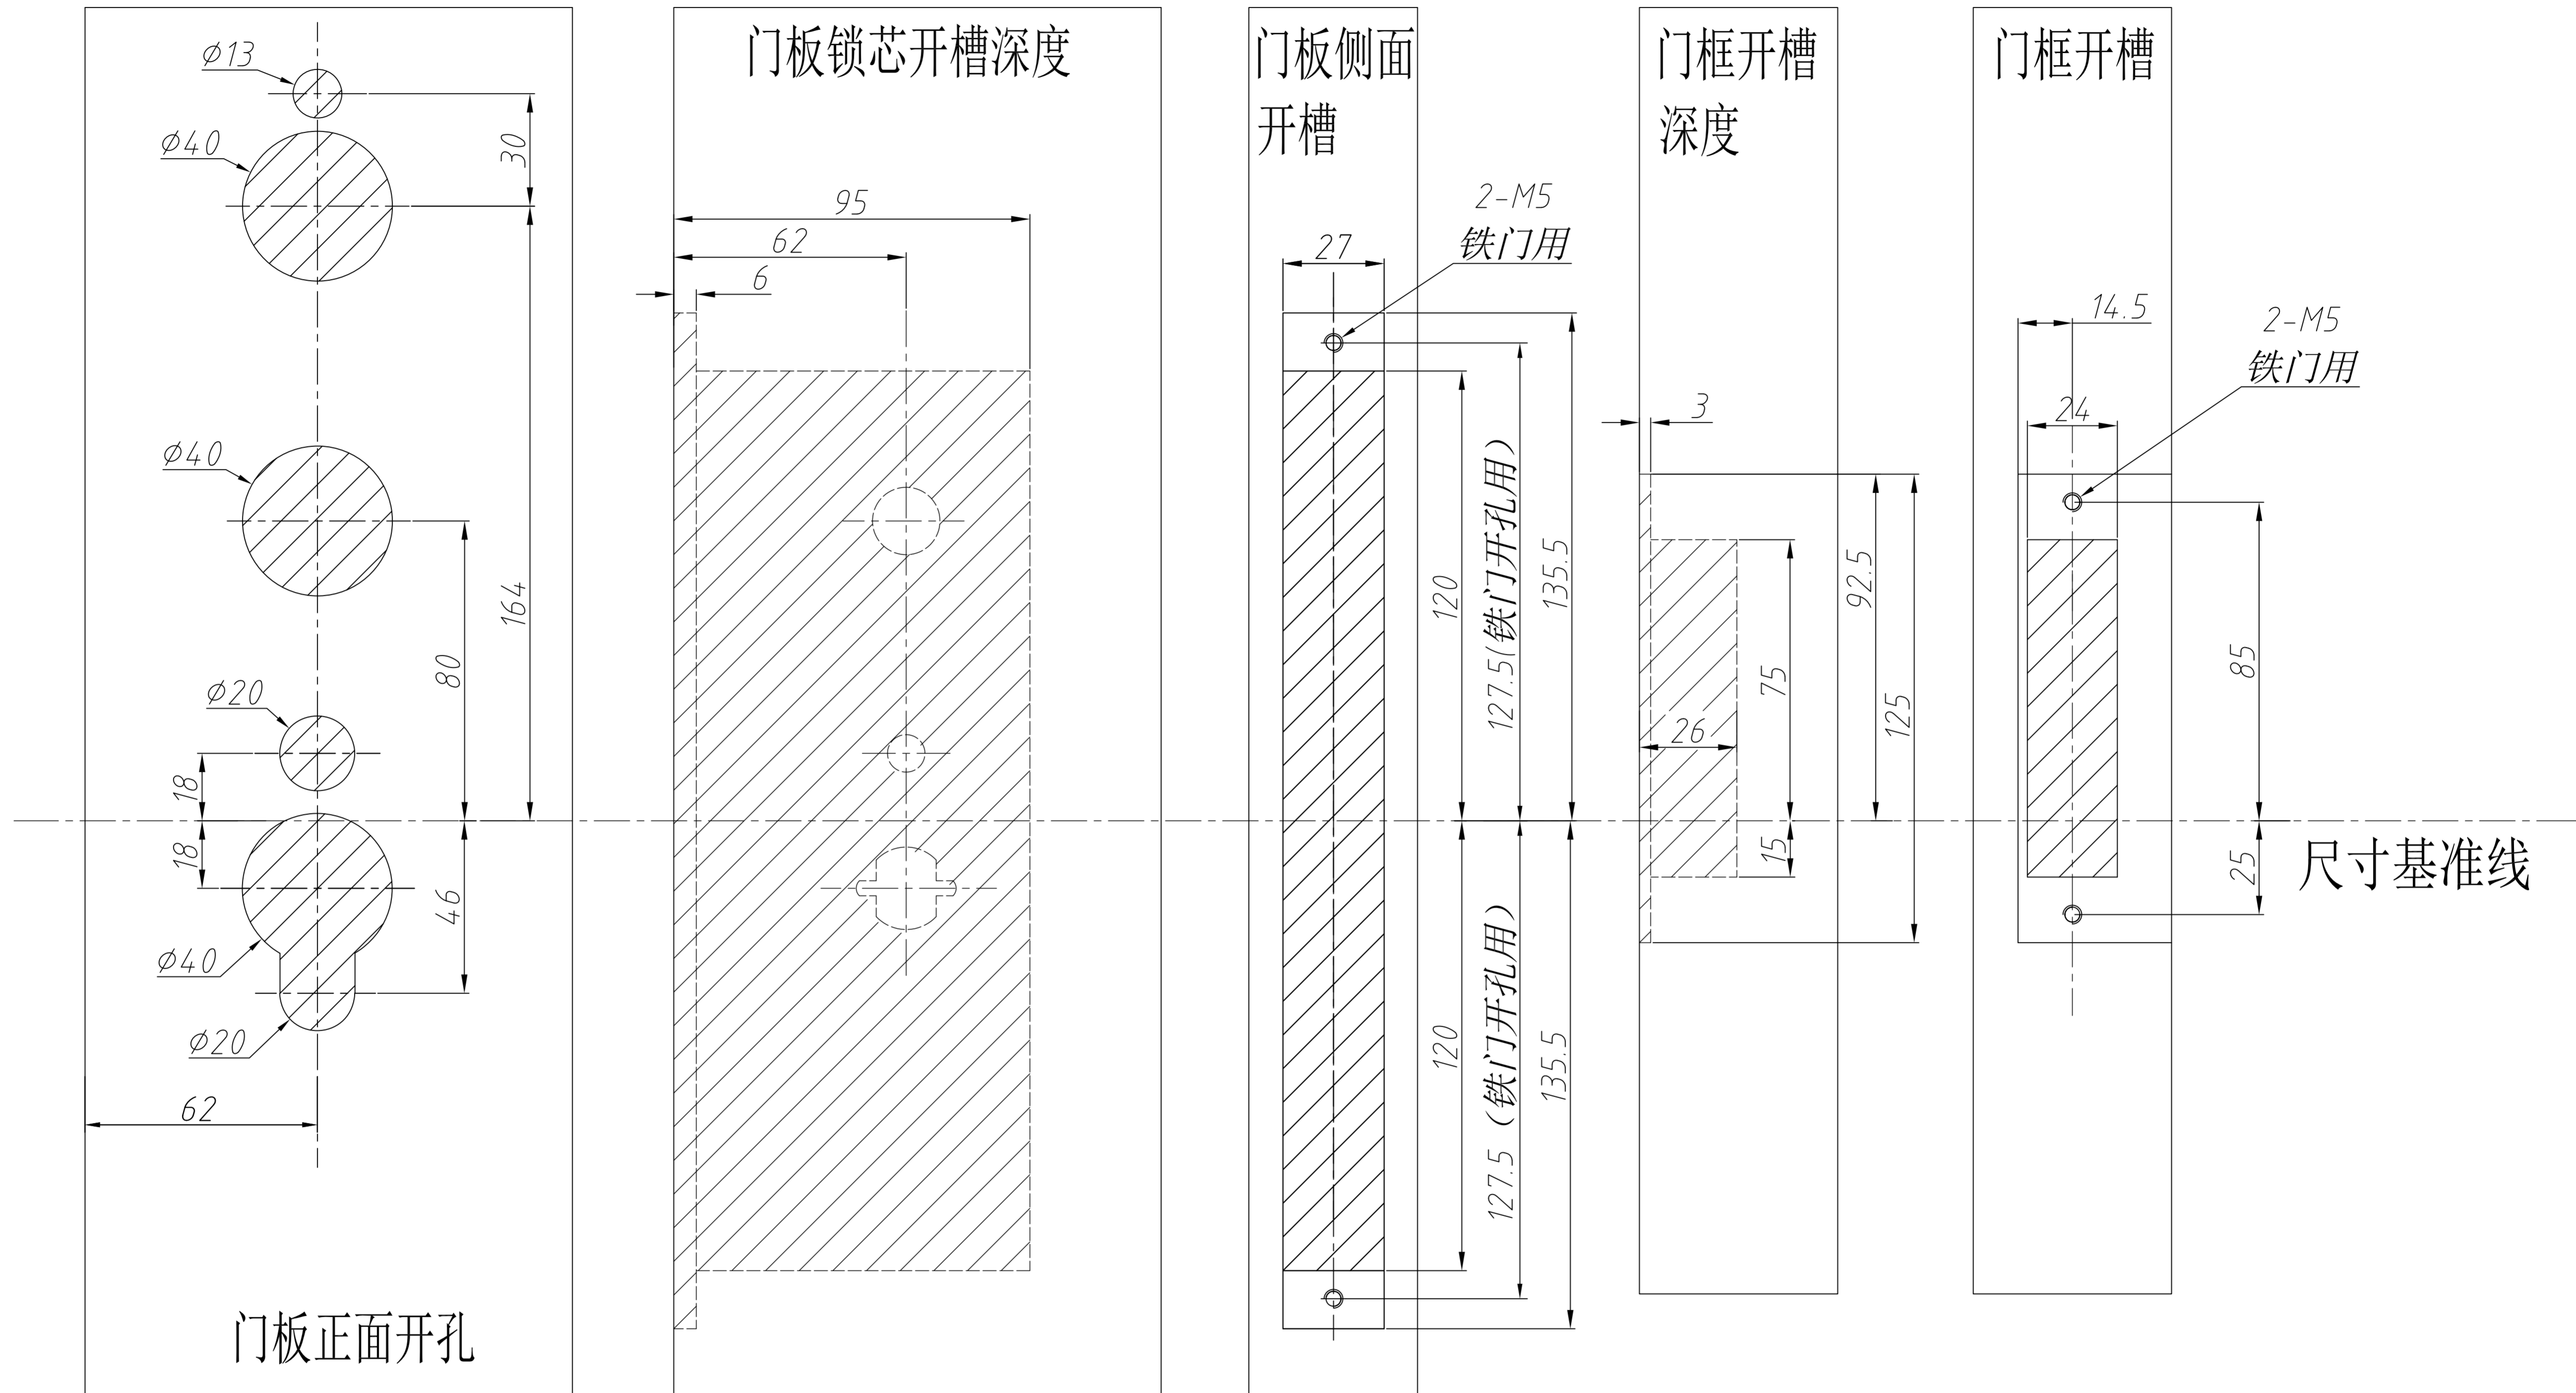 门板正面开孔
ø13
ø40
30
ø40
164
80
ø20
18
18
46
ø40
ø20
62
门板锁芯开槽深度
95
62
6
门板侧面
开槽
2-M5
铁门用
27
120
127.5(铁门开孔用)
135.5
120
127.5 (铁门开孔用)
135.5
门框开槽
深度
3
92.5
125
75
26
15
门框开槽
14.5
2-M5
铁门用
24
85
25
尺寸基准线